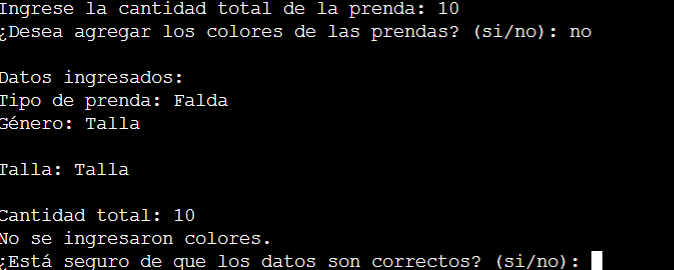 Ingrese la cantidad total de la prenda: 10
¿Desea agregar los colores de las prendas? (si/no): no
Datos ingresados:
Tipo de prenda: Falda
Género: Talla
Talla: Talla
Cantidad total: 10
No se ingresaron colores.
¿Está seguro de que los datos son correctos? (si/no):